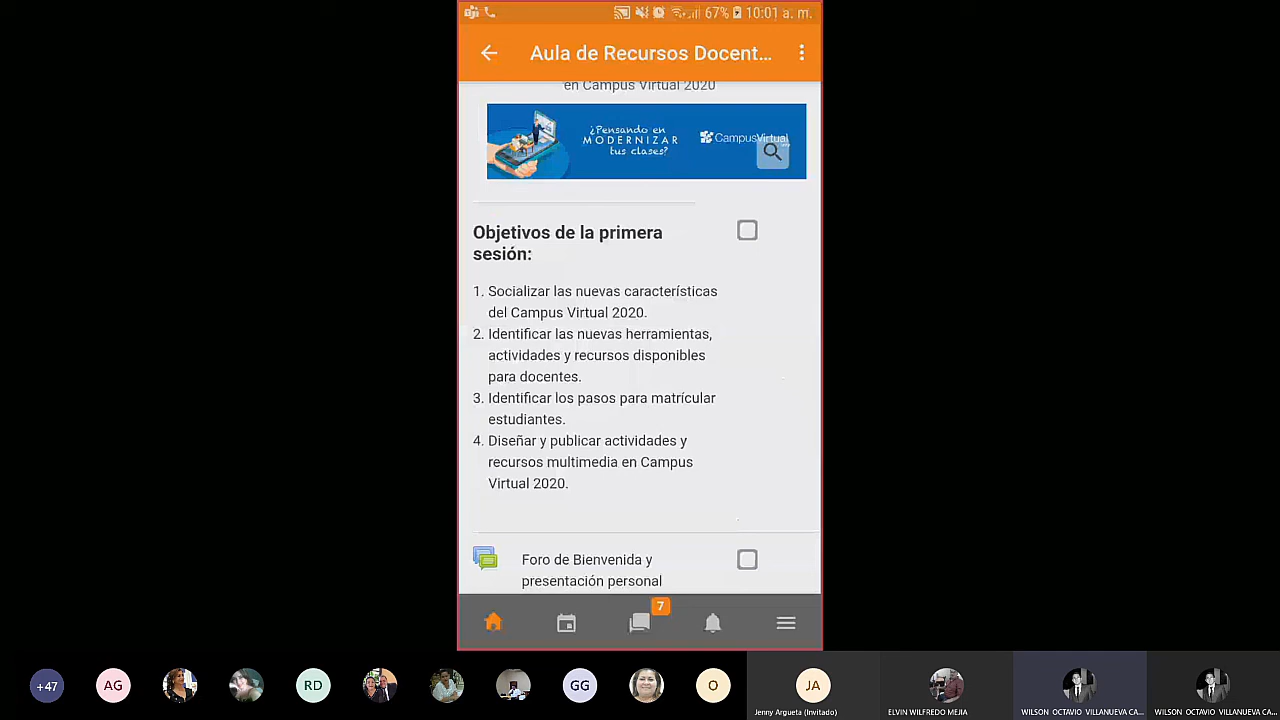 67% 10:01 a. m.
Aula de Recursos Docent...
en Campus Virtual 2020
¿Pensando en
MODERNIZAR
tus clases?
CampusVirtual
Objetivos de la primera
sesión:
1. Socializar las nuevas características
del Campus Virtual 2020.
2. Identificar las nuevas herramientas,
actividades y recursos disponibles
para docentes.
3. Identificar los pasos para matrícular
estudiantes.
4. Diseñar y publicar actividades y
recursos multimedia en Campus
Virtual 2020.
Foro de Bienvenida y
presentación personal
7
+47
AG
RD
GG
O
JA
Jenny Argueta (Invitado)
ELVIN WILFREDO MEJIA
WILSON OCTAVIO VILLANUEVA CA...
WILSON OCTAVIO VILLANUEVA CA...